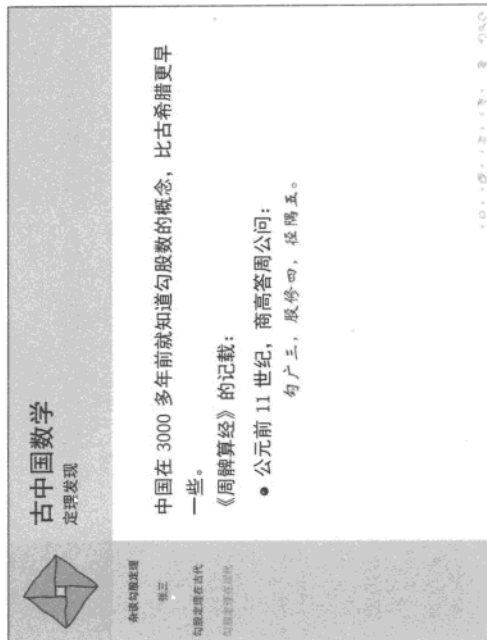 古中国数学
定理发现
杂谈勾股定理
张三
勾股定理在古代
中国在 3000 多年前就知道勾股数的概念，比古希腊更早
一些。
《周髀算经》的记载：
• 公元前 11 世纪，商高答周公问：
勾广三，股修四，径隅五。